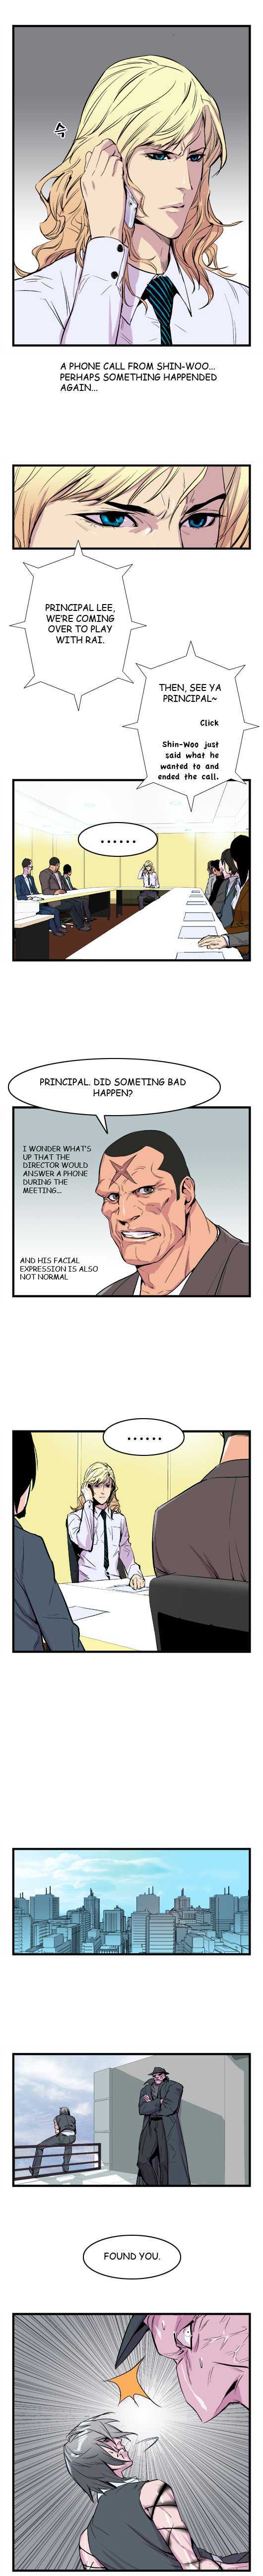 슥
A PHONE CALL FROM SHIN-WOO...
PERHAPS SOMETHING HAPPENDED
AGAIN...
PRINCIPAL LEE,
WE'RE COMING
OVER TO PLAY
WITH RAI.
THEN, SEE YA
PRINCIPAL~
Click
Shin-Woo just
said what he
wanted to and
ended the call.
......
PRINCIPAL. DID SOMETING BAD
HAPPEN?
I WONDER WHAT'S
UP THAT THE
DIRECTOR WOULD
ANSWER A PHONE
DURING THE
MEETING...
AND HIS FACIAL
EXPRESSION IS ALSO
NOT NORMAL
......
FOUND YOU.